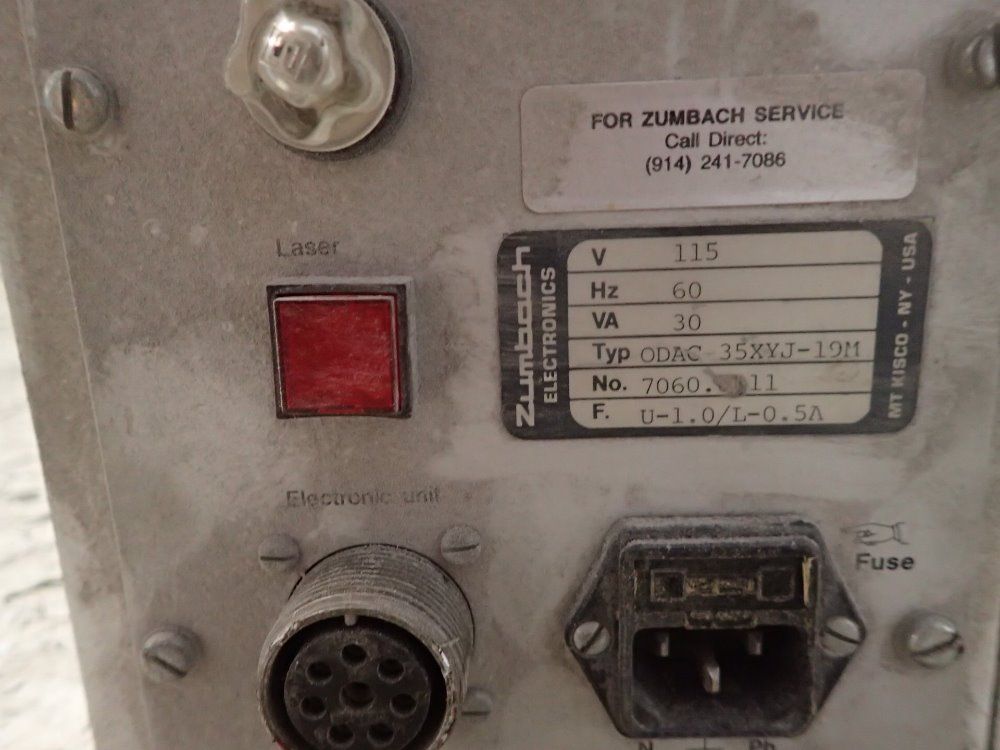 FOR ZUMBACH SERVICE
Call Direct:
(914) 241-7086
Laser
Zumbach
ELECTRONICS
V 115
Hz 60
VA 30
Typ ODAC 35XYJ-19M
No.
F. U-1.0/L-0.5A
MT KISCO - NY - USA
Electronic unit
Fuse
N Ph